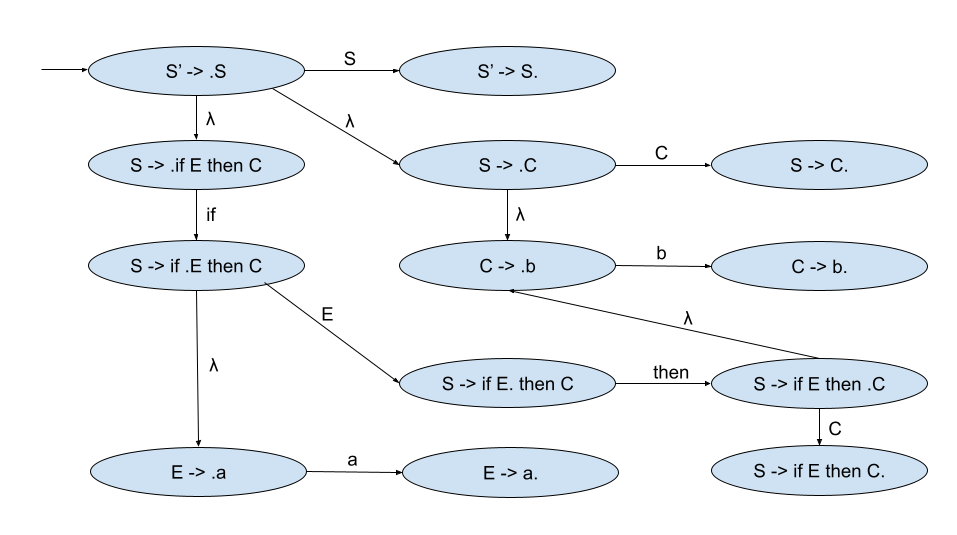 S
S’ -> .S
S’ -> S.
λ
λ
S -> .if E then C
S -> .C
C
S -> C.
if
λ
S -> if .E then C
C -> .b
b
C -> b.
E
λ
λ
S -> if E. then C
then
S -> if E then .C
C
E -> .a
a
E -> a.
S -> if E then C.